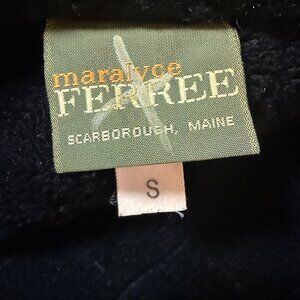 maralyce
FERREE
SCARBOROUGH, MAINE
S